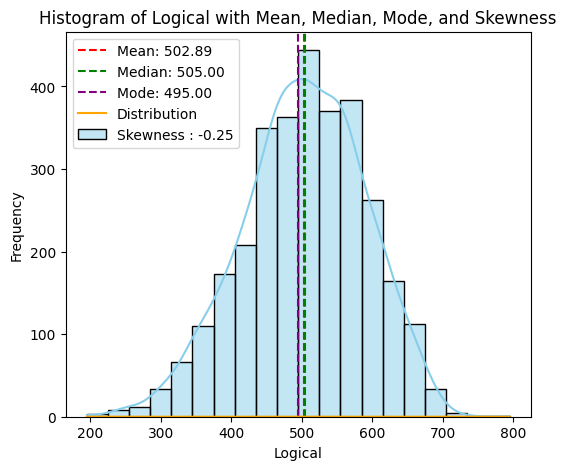 Histogram of Logical with Mean, Median, Mode, and Skewness
Mean: 502.89
Median: 505.00
Mode: 495.00
Distribution
Skewness : -0.25
Frequency
400
300
200
100
0
200 300 400 500 600 700 800
Logical